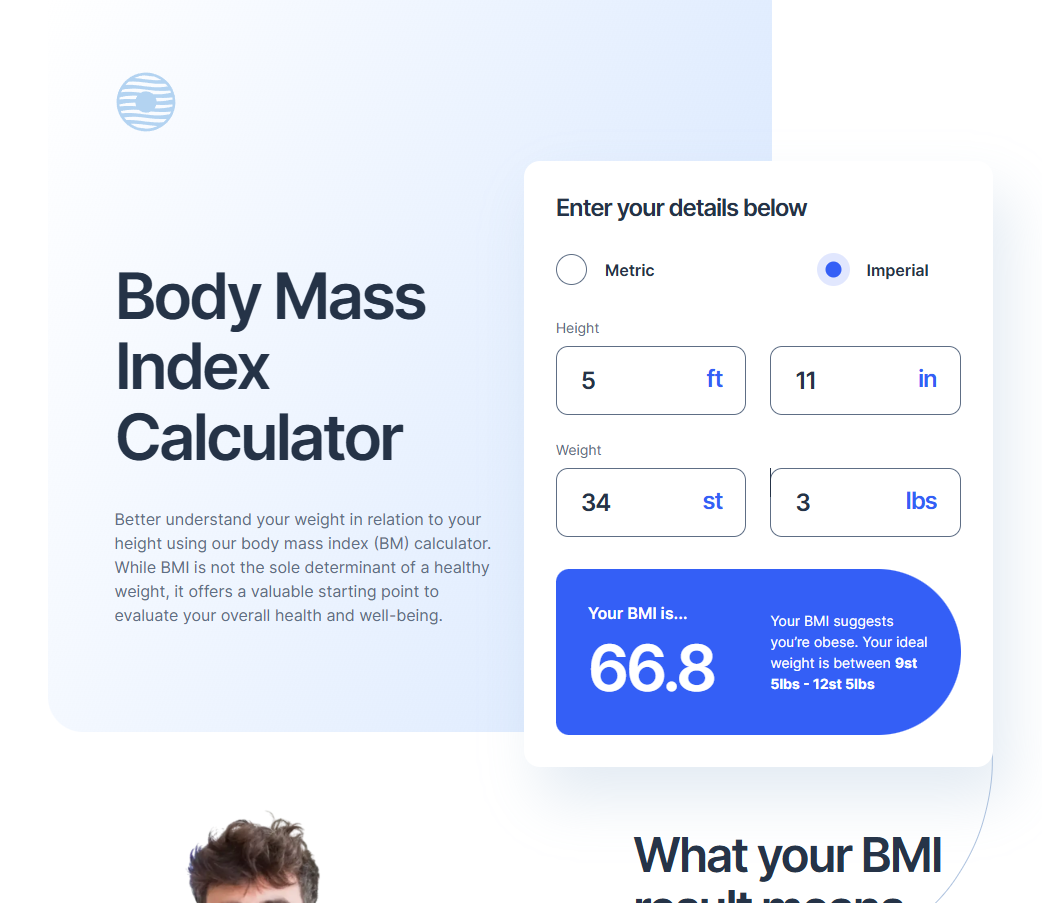 Body Mass
Index
Calculator
Better understand your weight in relation to your
height using our body mass index (BM) calculator.
While BMI is not the sole determinant of a healthy
weight, it offers a valuable starting point to
evaluate your overall health and well-being.
Enter your details below
Metric
Imperial
Height
5 ft
11 in
Weight
34 st
3 lbs
Your BMI is...
66.8
Your BMI suggests
you’re obese. Your ideal
weight is between 9st
5lbs - 12st 5lbs
What your BMI
result means